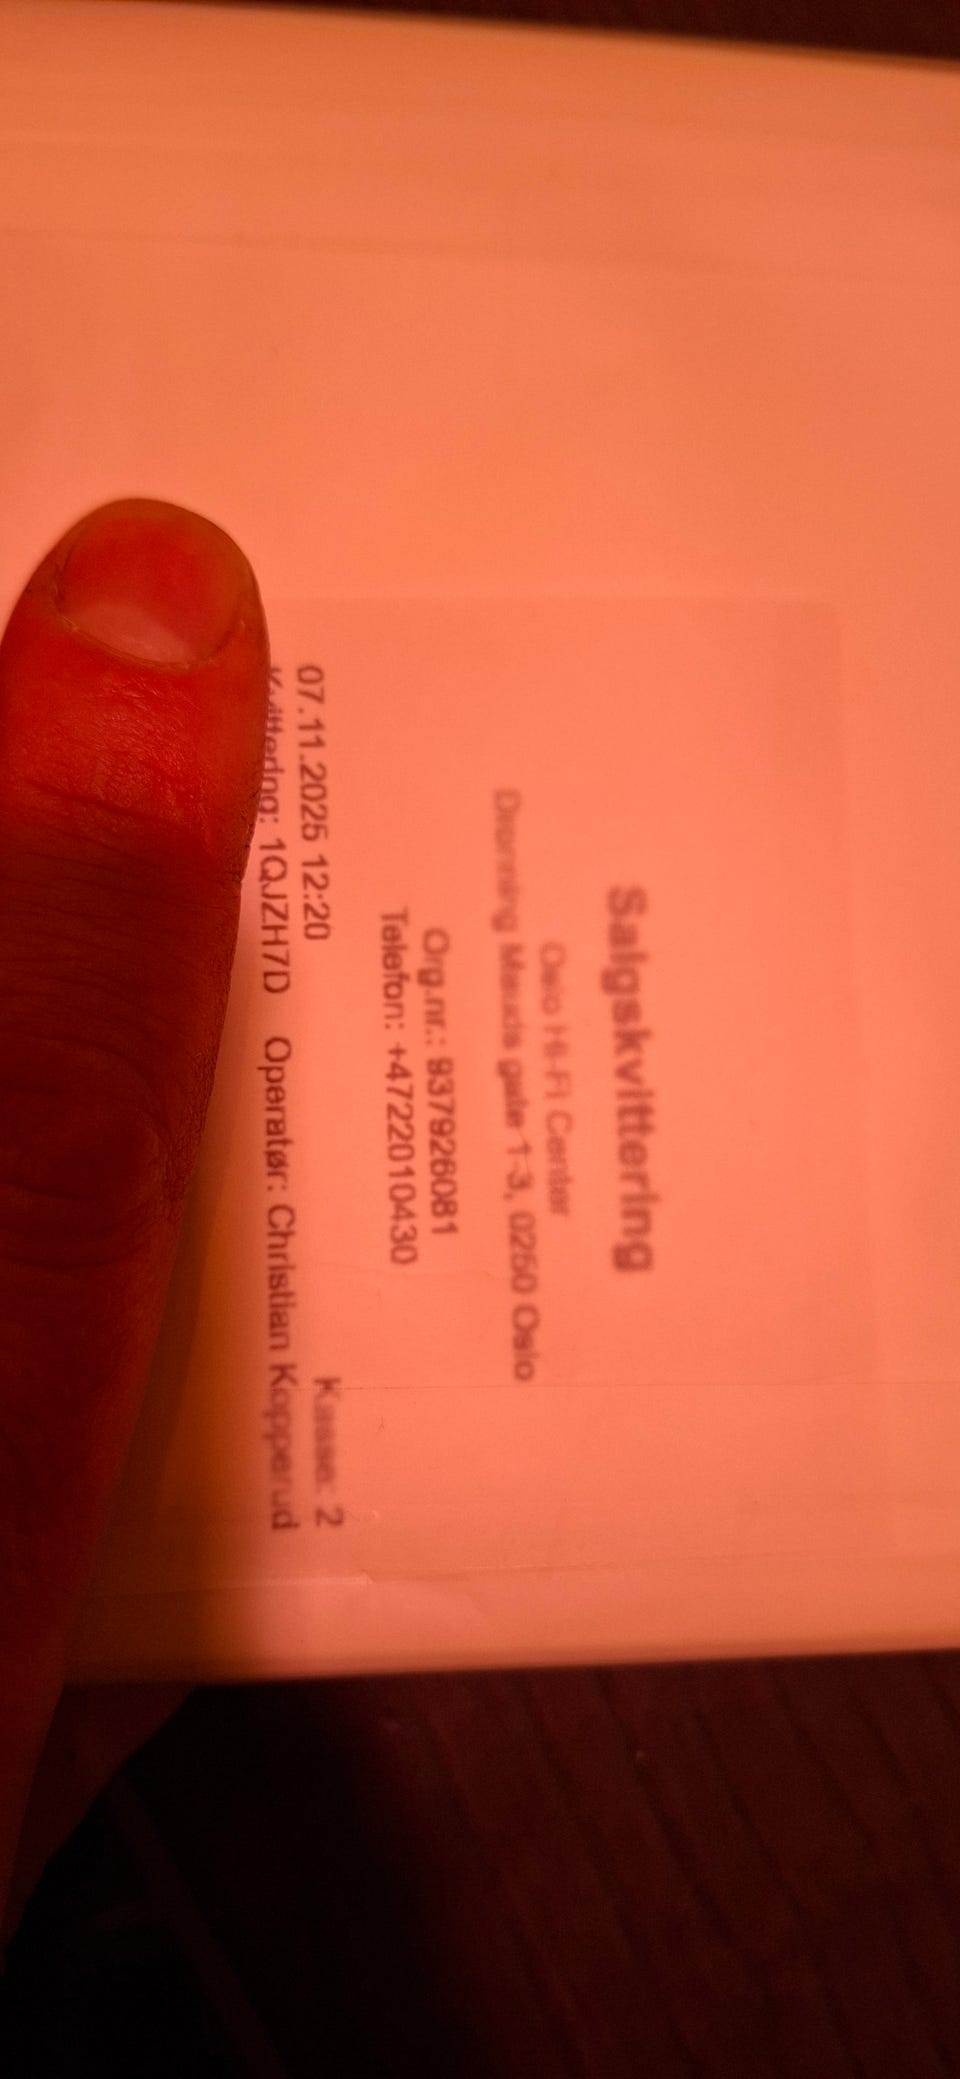 Salgskvittering
Oslo Hi-Fi Center
Dronning Mauds gate 1-3, 0250 Oslo
Org.nr.: 937926081
Telefon: +4722010430
07.11.2025 12:20 Kasse: 2
Kvittering: 1QJZH7D Operatør: Christian Kopperud